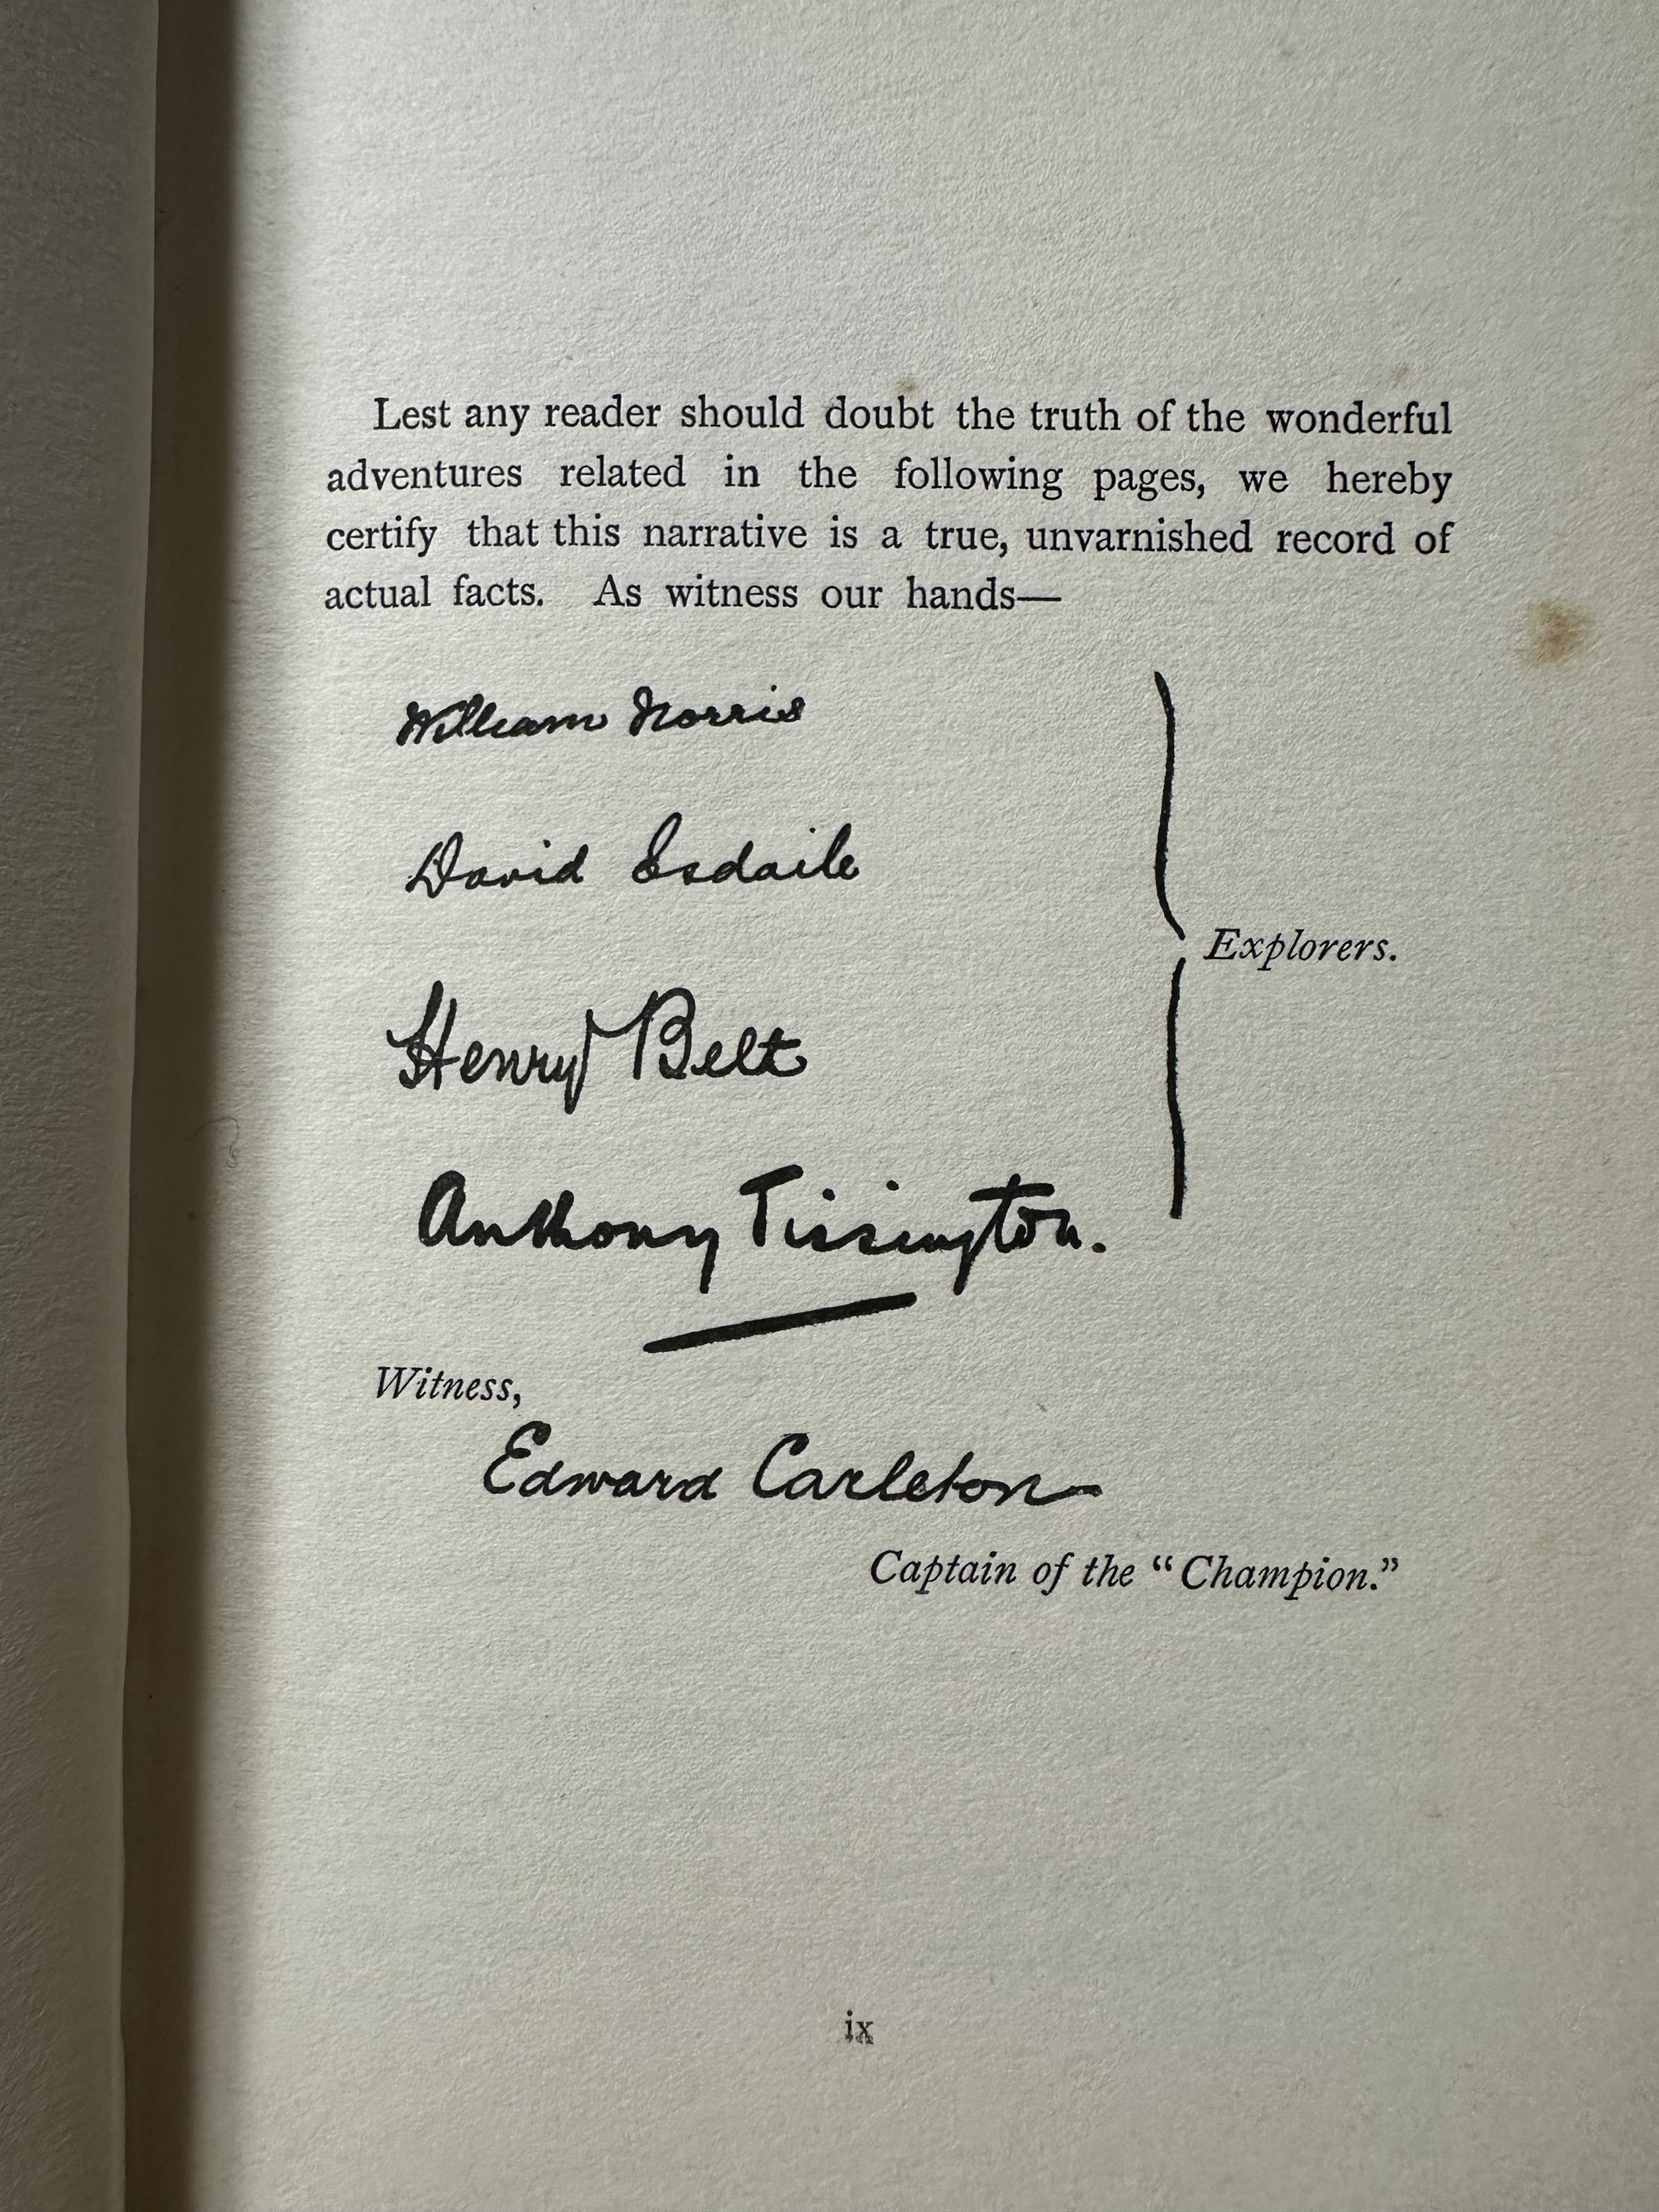 Lest any reader should doubt the truth of the wonderful
adventures related in the following pages, we hereby
certify that this narrative is a true, unvarnished record of
actual facts. As witness our hands—
William Norris
David Esdaile
Explorers.
Henry Belt
Anthony Tissington.
Witness,
Edward Carleton
Captain of the “Champion.”
ix